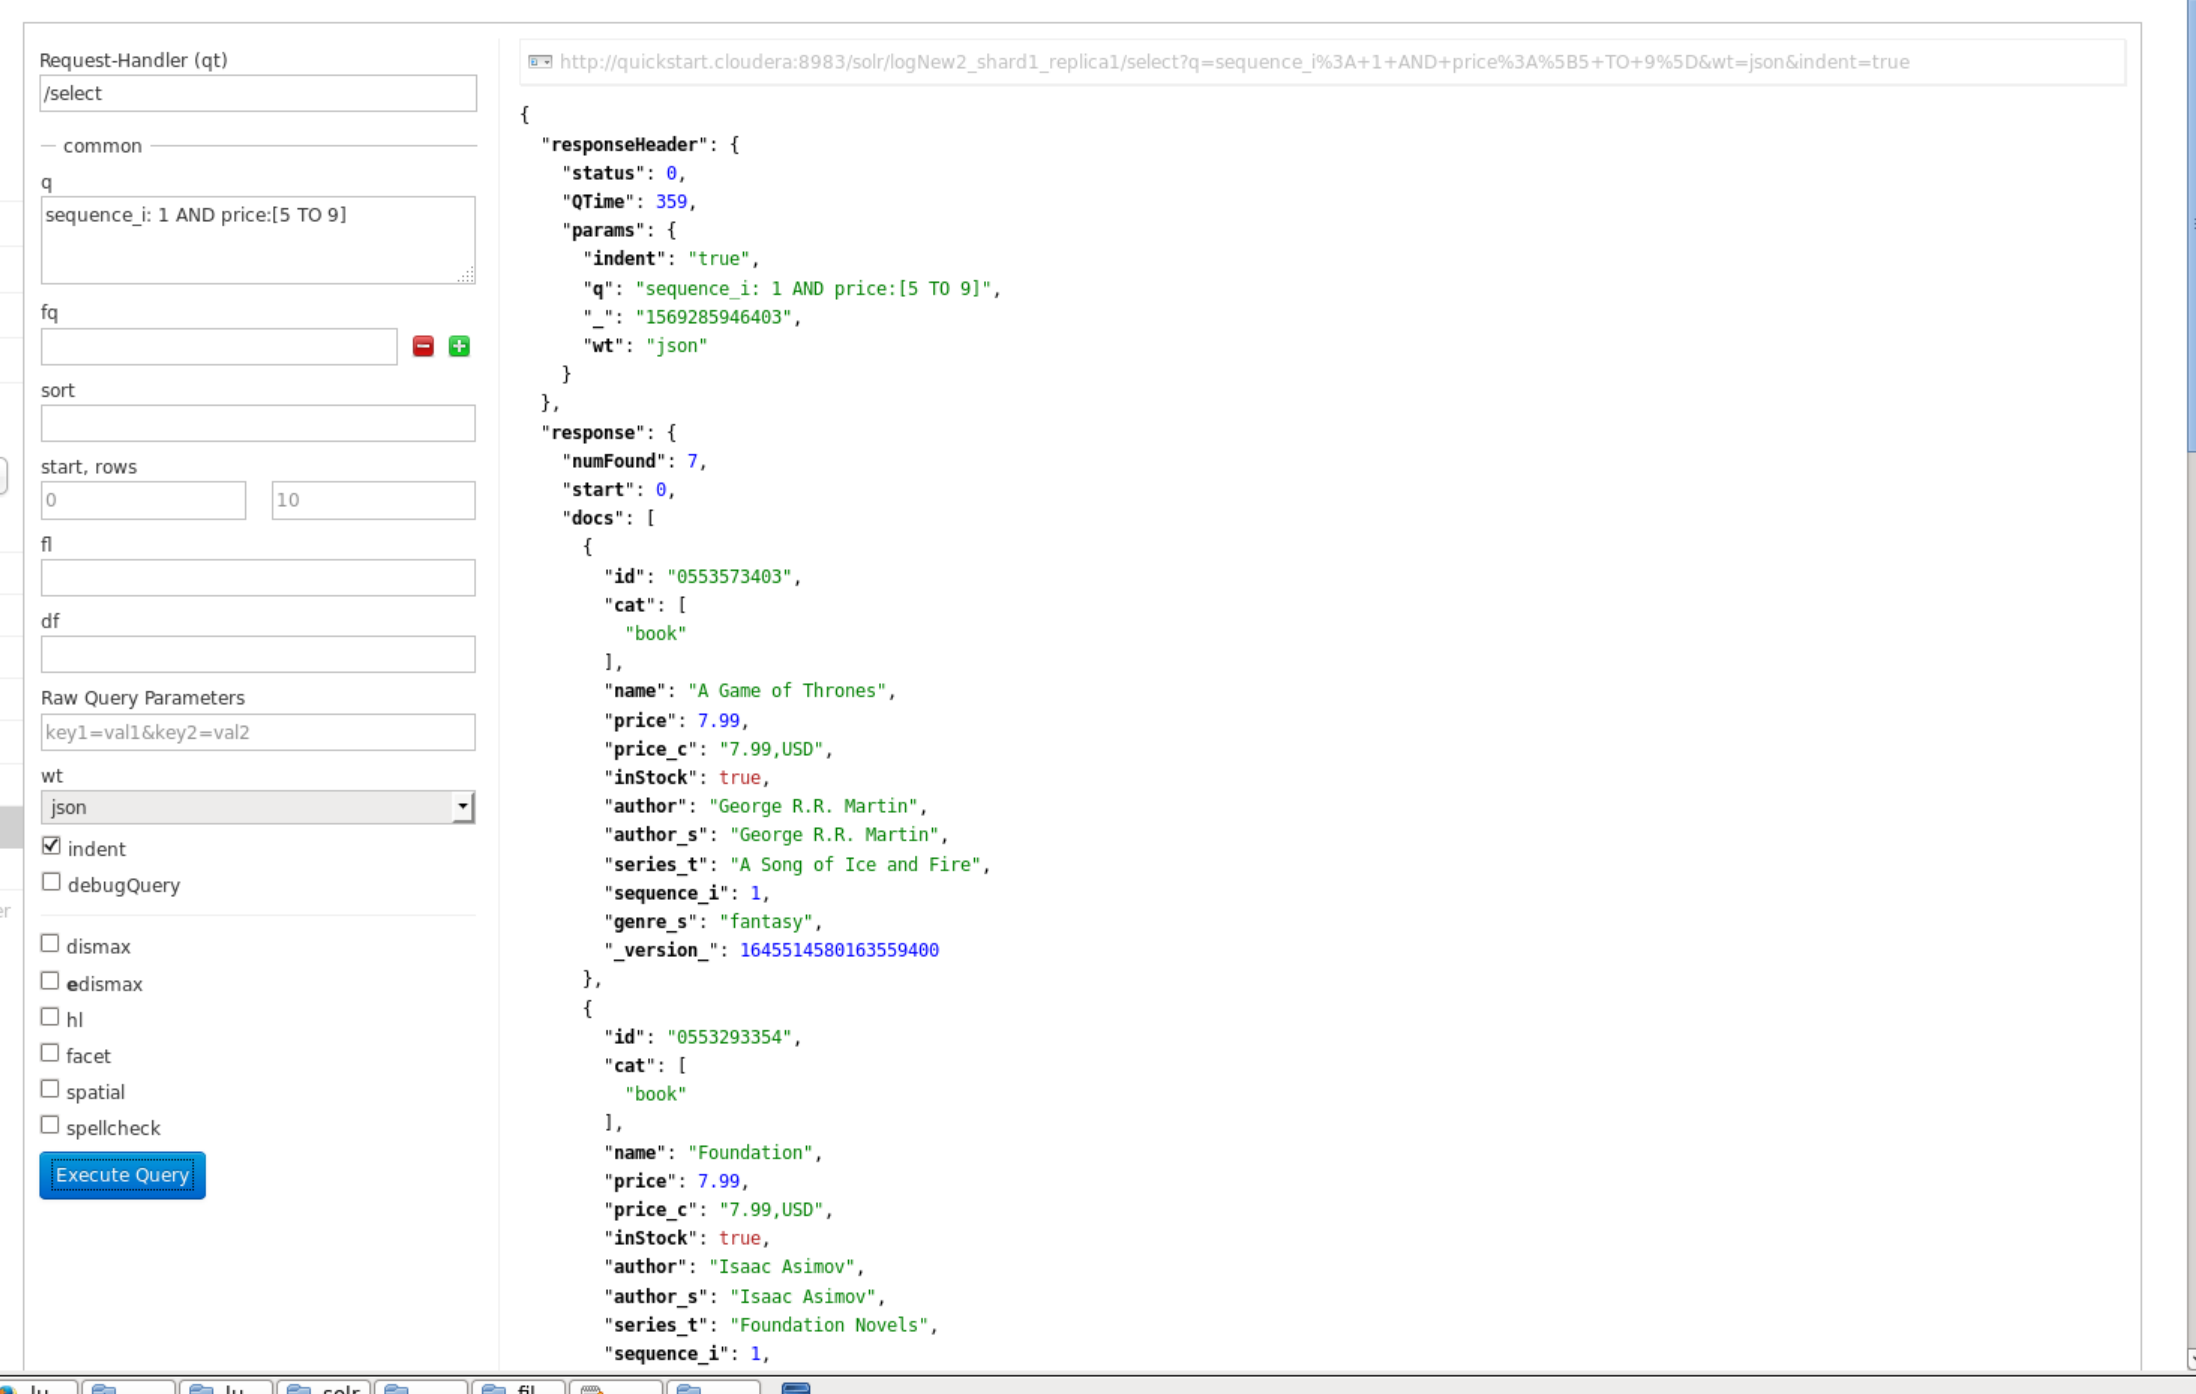 Request-Handler (qt)
/select
common
q
sequence_i: 1 AND price:[5 TO 9]
fq
sort
start, rows
0 10
fl
df
Raw Query Parameters
key1=val1&key2=val2
wt
json
indent
debugQuery
dismax
edismax
hl
facet
spatial
spellcheck
Execute Query
http://quickstart.cloudera:8983/solr/logNew2_shard1_replica1/select?q=sequence_i%3A+1+AND+price%3A%5B5+TO+9%5D&wt=json&indent=true
{
"responseHeader": {
"status": 0,
"QTime": 359,
"params": {
"indent": "true",
"q": "sequence_i: 1 AND price:[5 TO 9]",
"_": "1569285946403",
"wt": "json"
}
},
"response": {
"numFound": 7,
"start": 0,
"docs": [
{
"id": "0553573403",
"cat": [
"book"
],
"name": "A Game of Thrones",
"price": 7.99,
"price_c": "7.99,USD",
"inStock": true,
"author": "George R.R. Martin",
"author_s": "George R.R. Martin",
"series_t": "A Song of Ice and Fire",
"sequence_i": 1,
"genre_s": "fantasy",
"_version_": 1645514580163559400
},
{
"id": "0553293354",
"cat": [
"book"
],
"name": "Foundation",
"price": 7.99,
"price_c": "7.99,USD",
"inStock": true,
"author": "Isaac Asimov",
"author_s": "Isaac Asimov",
"series_t": "Foundation Novels",
"sequence_i": 1,